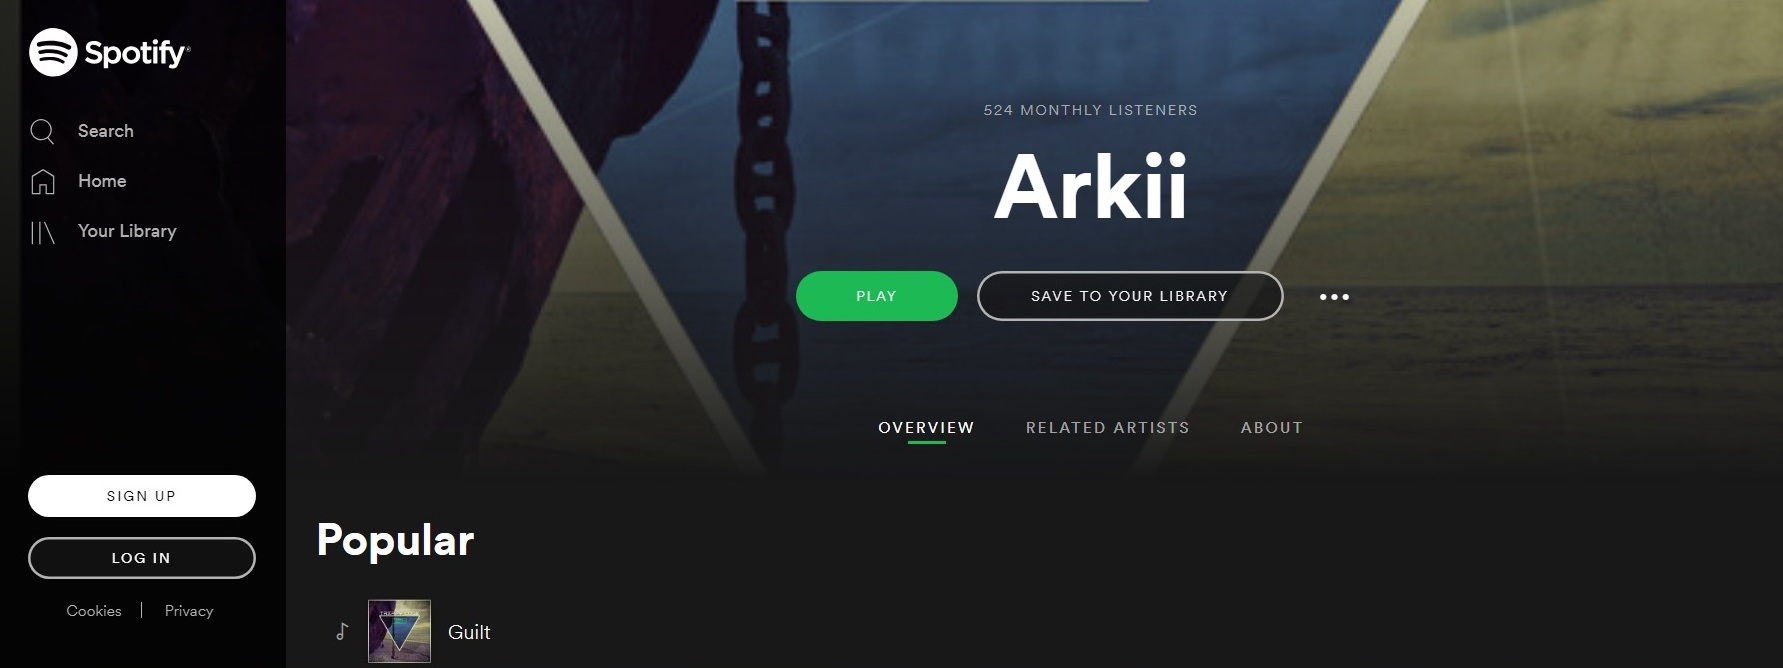 Spotify®
Search
Home
Your Library
SIGN UP
LOG IN
Cookies | Privacy
524 MONTHLY LISTENERS
Arkii
PLAY
SAVE TO YOUR LIBRARY
OVERVIEW
RELATED ARTISTS
ABOUT
Popular
Guilt